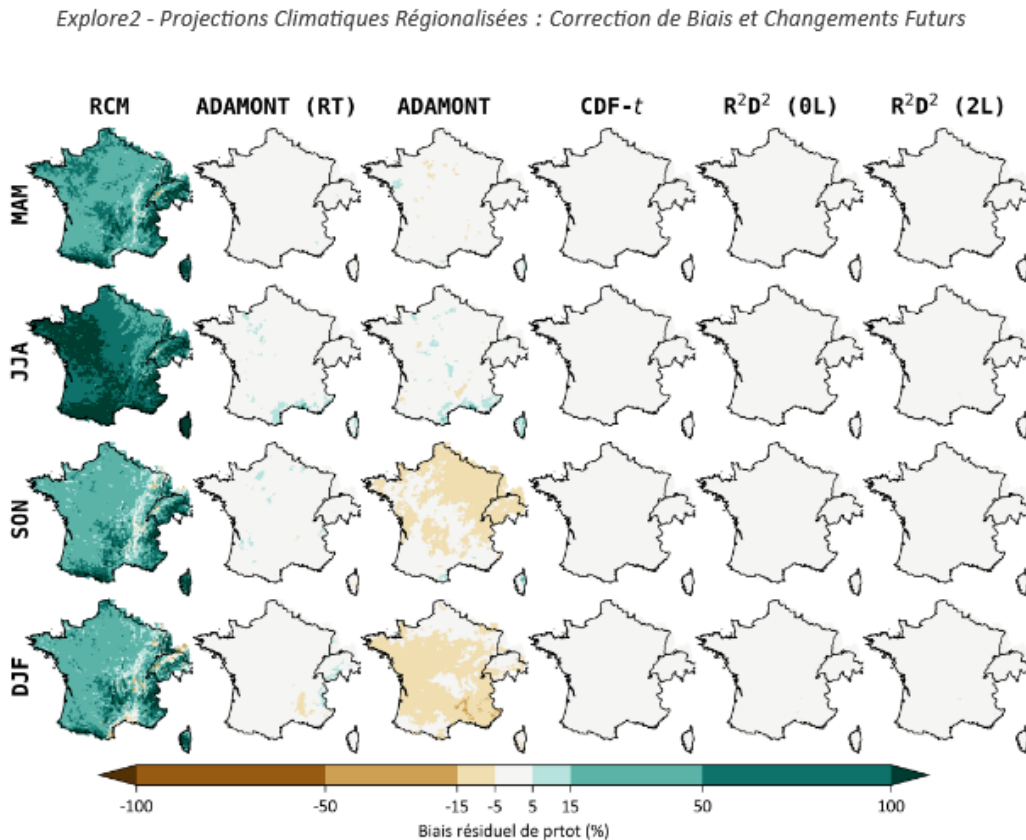 Explore2 - Projections Climatiques Régionalisées : Correction de Biais et Changements Futurs
RCM ADAMONT (RT) ADAMONT CDF-t R²D² (0L) R²D² (2L)
MAM
JJA
SON
DJF
-100 -50 -15 -5 5 15 50 100
Biais résiduel de prtot (%)